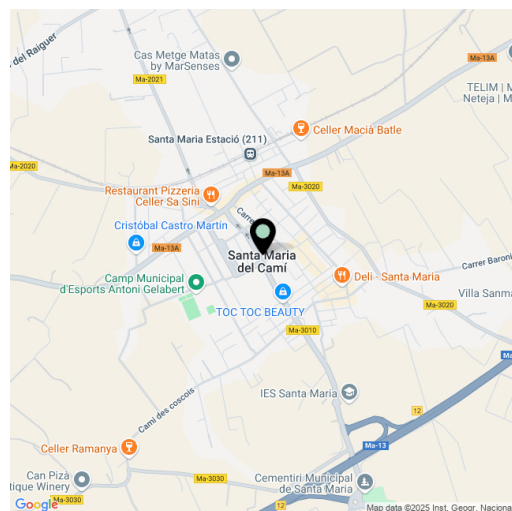 del Raiguer
Cas Metge Matas
by MarSenses
Ma-13A
Ma-2021
TELIM | M
Neteja | M
Celler Macià Batle
Santa Maria Estació (211)
Ma-2020
Ma-13A
Ma-3020
Restaurant Pizzeria
Celler Sa Sini
Carre
Cristóbal Castro Martin
Ma-13A
Santa Maria
del Camí
Carrer Baroni
Camp Municipal
d'Esports Antoni Gelabert
Deli - Santa Maria
Villa Sanma
TOC TOC BEAUTY
Ma-3020
Ma-3010
Ma
IES Santa Maria
Camí des coscois
12
Ma-13
Celler Ramanya
Can Pizà
tique Winery
Ma-3030
Cementiri Municipal
de Santa Maria
Ma-3030
12
Google
Map data ©2025 Inst. Geogr. Naciona